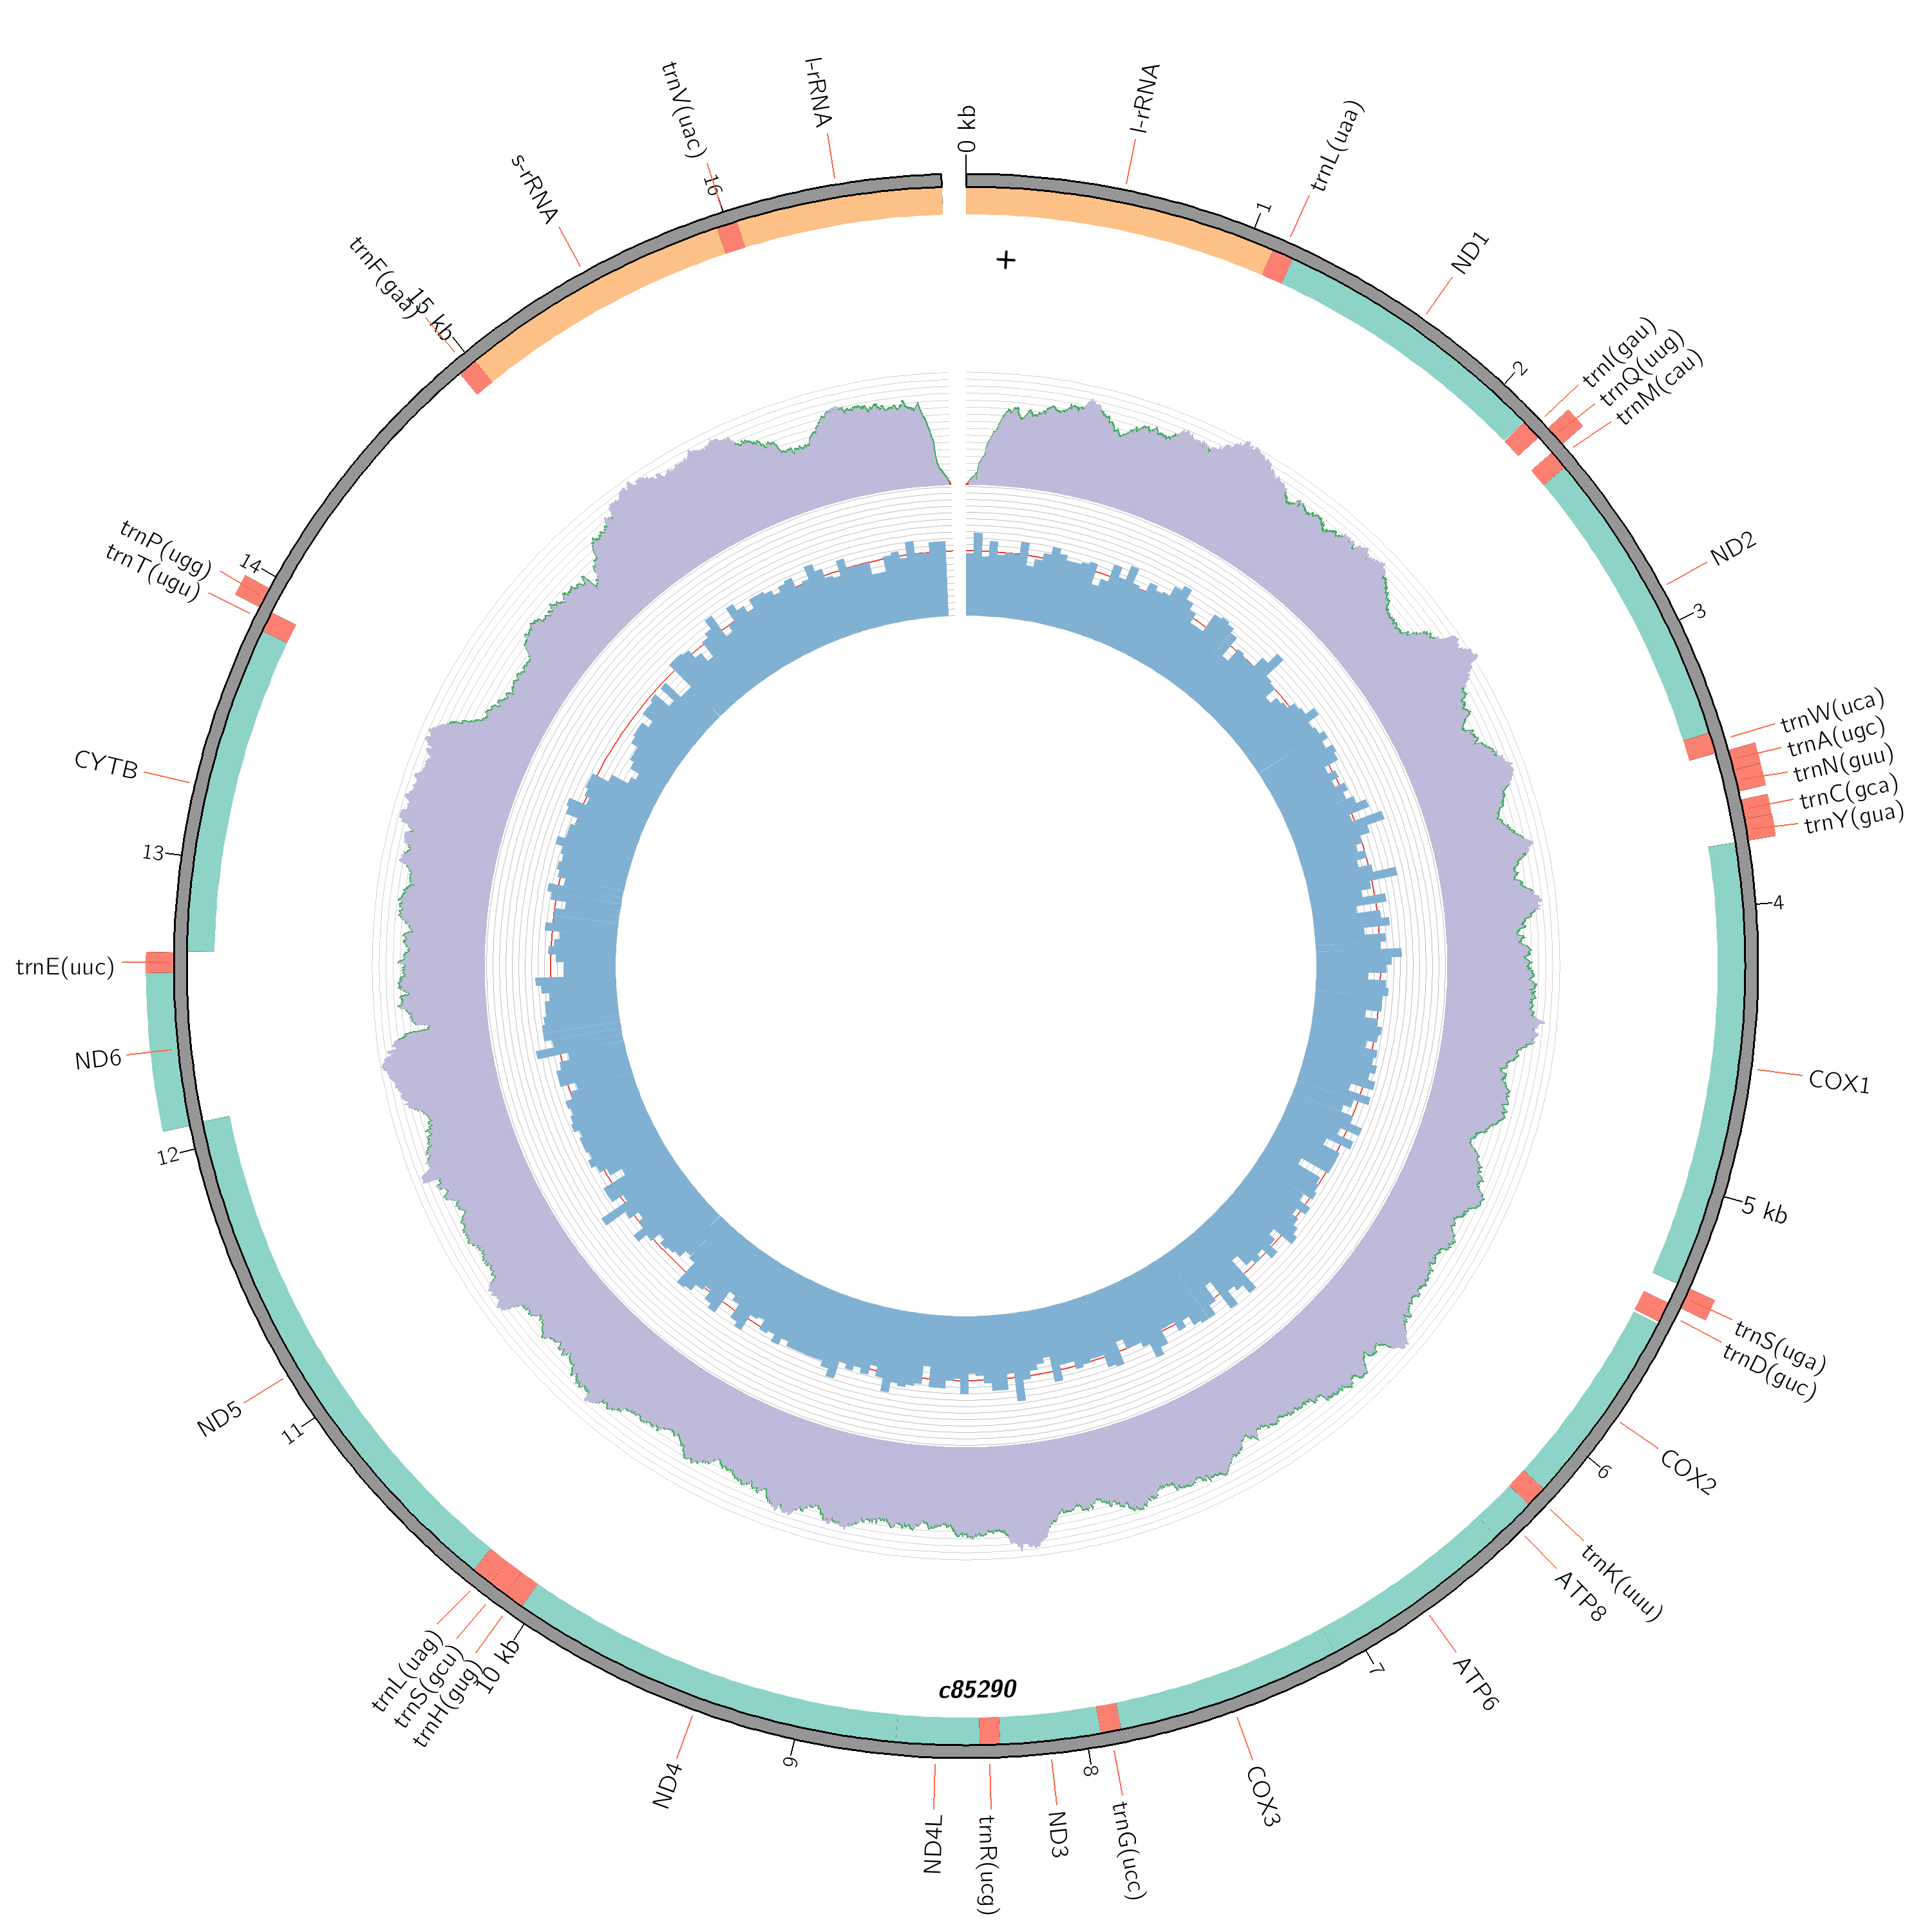 0 kb
l-rRNA
trnL(uaa)
1
ND1
2
trnI(gau)
trnQ(uug)
trnM(cau)
ND2
3
trnW(uca)
trnA(ugc)
trnN(guu)
trnC(gca)
trnY(gua)
4
COX1
5 kb
trnS(uga)
trnD(guc)
COX2
6
trnK(uuu)
ATP8
ATP6
7
COX3
trnG(ucc)
8
ND3
trnR(ucg)
ND4L
9
ND4
10 kb
trnH(gug)
trnS(gcu)
trnL(uag)
11
ND5
12
ND6
trnE(uuc)
13
CYTB
trnT(ugu)
trnP(ugg)
14
15 kb
trnF(gaa)
s-rRNA
16
trnV(uac)
l-rRNA
+
c85290